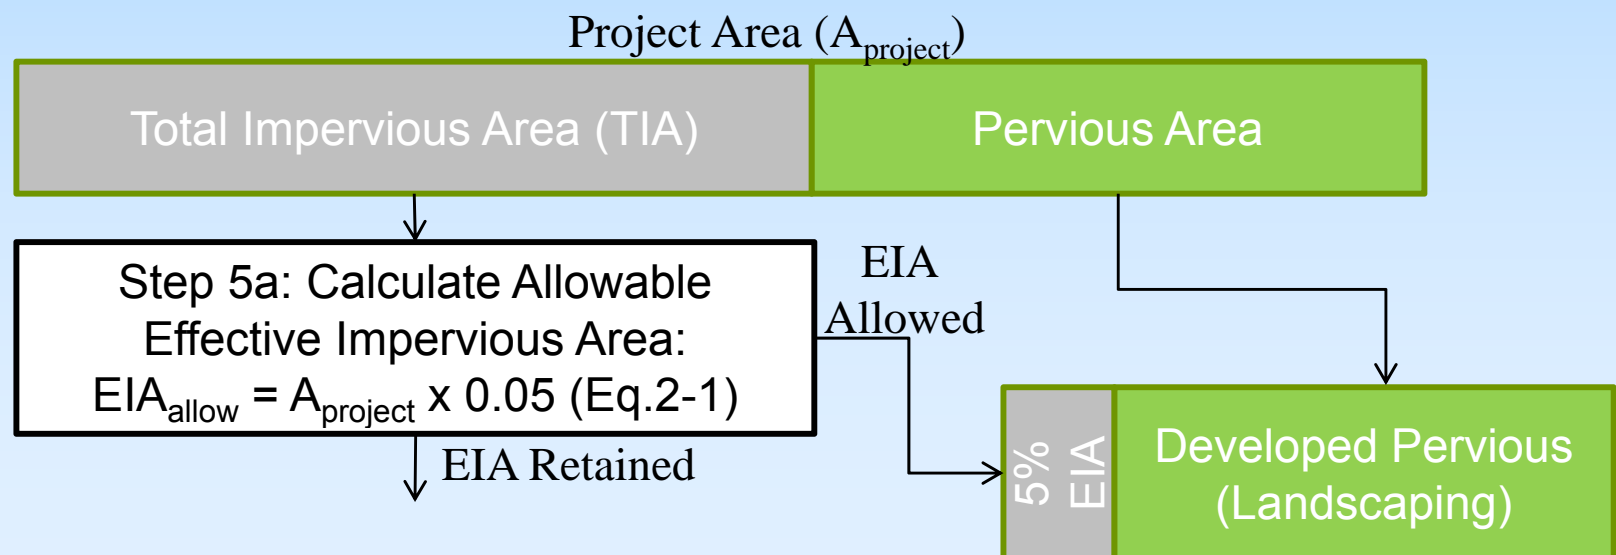 Project Area (Aproject)
Total Impervious Area (TIA)
Pervious Area
Step 5a: Calculate Allowable
Effective Impervious Area:
EIAallow = Aproject x 0.05 (Eq.2-1)
EIA
Allowed
EIA Retained
5%
EIA
Developed Pervious
(Landscaping)